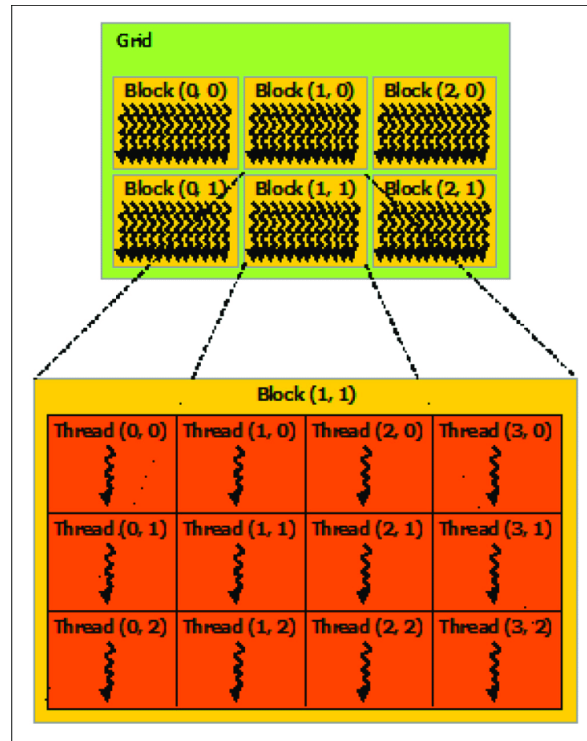 Grid
Block (0, 0) Block (1, 0) Block (2, 0)
Block (0, 1) Block (1, 1) Block (2, 1)
Block (1, 1)
Thread (0, 0) Thread (1, 0) Thread (2, 0) Thread (3, 0)
Thread (0, 1) Thread (1, 1) Thread (2, 1) Thread (3, 1)
Thread (0, 2) Thread (1, 2) Thread (2, 2) Thread (3, 2)